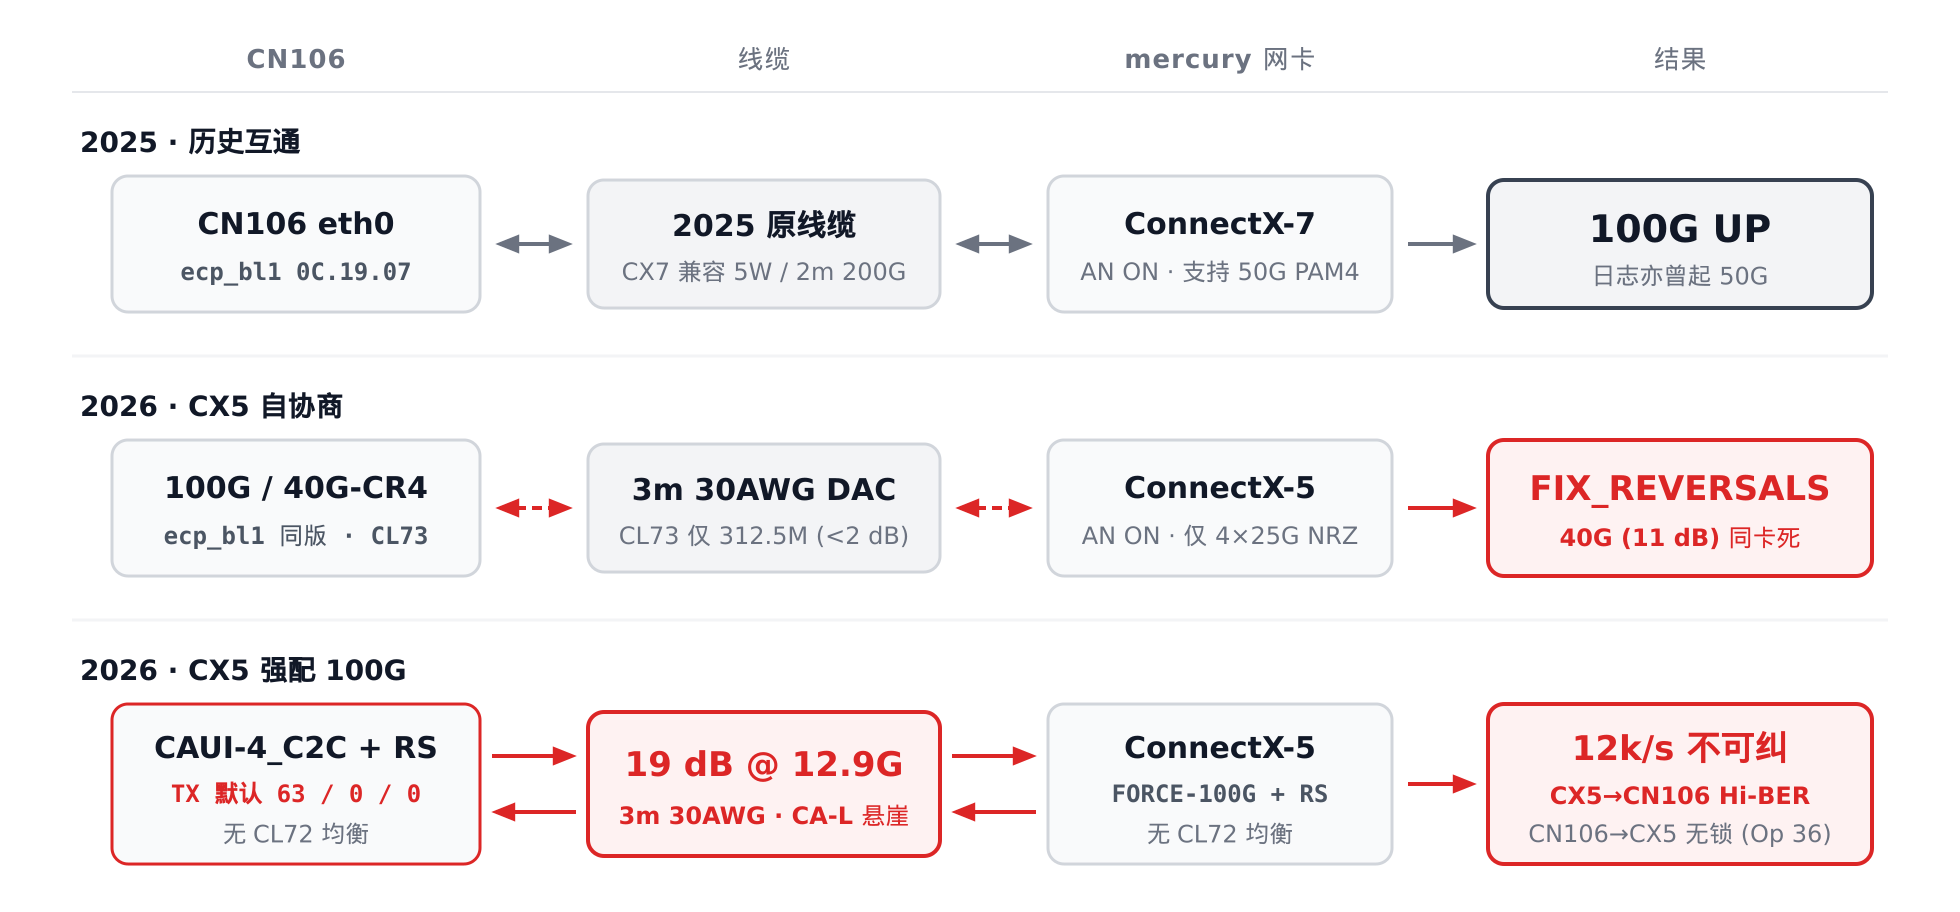 CN106
线缆
mercury 网卡
结果
2025 · 历史互通
CN106 eth0
ecp_bl1 0C.19.07
2025 原线缆
CX7 兼容 5W / 2m 200G
ConnectX-7
AN ON · 支持 50G PAM4
100G UP
日志亦曾起 50G
2026 · CX5 自协商
100G / 40G-CR4
ecp_bl1 同版 · CL73
3m 30AWG DAC
CL73 仅 312.5M (<2 dB)
ConnectX-5
AN ON · 仅 4×25G NRZ
FIX_REVERSALS
40G (11 dB) 同卡死
2026 · CX5 强配 100G
CAUI-4_C2C + RS
TX 默认 63 / 0 / 0
无 CL72 均衡
19 dB @ 12.9G
3m 30AWG · CA-L 悬崖
ConnectX-5
FORCE-100G + RS
无 CL72 均衡
12k/s 不可纠
CX5→CN106 Hi-BER
CN106→CX5 无锁 (Op 36)